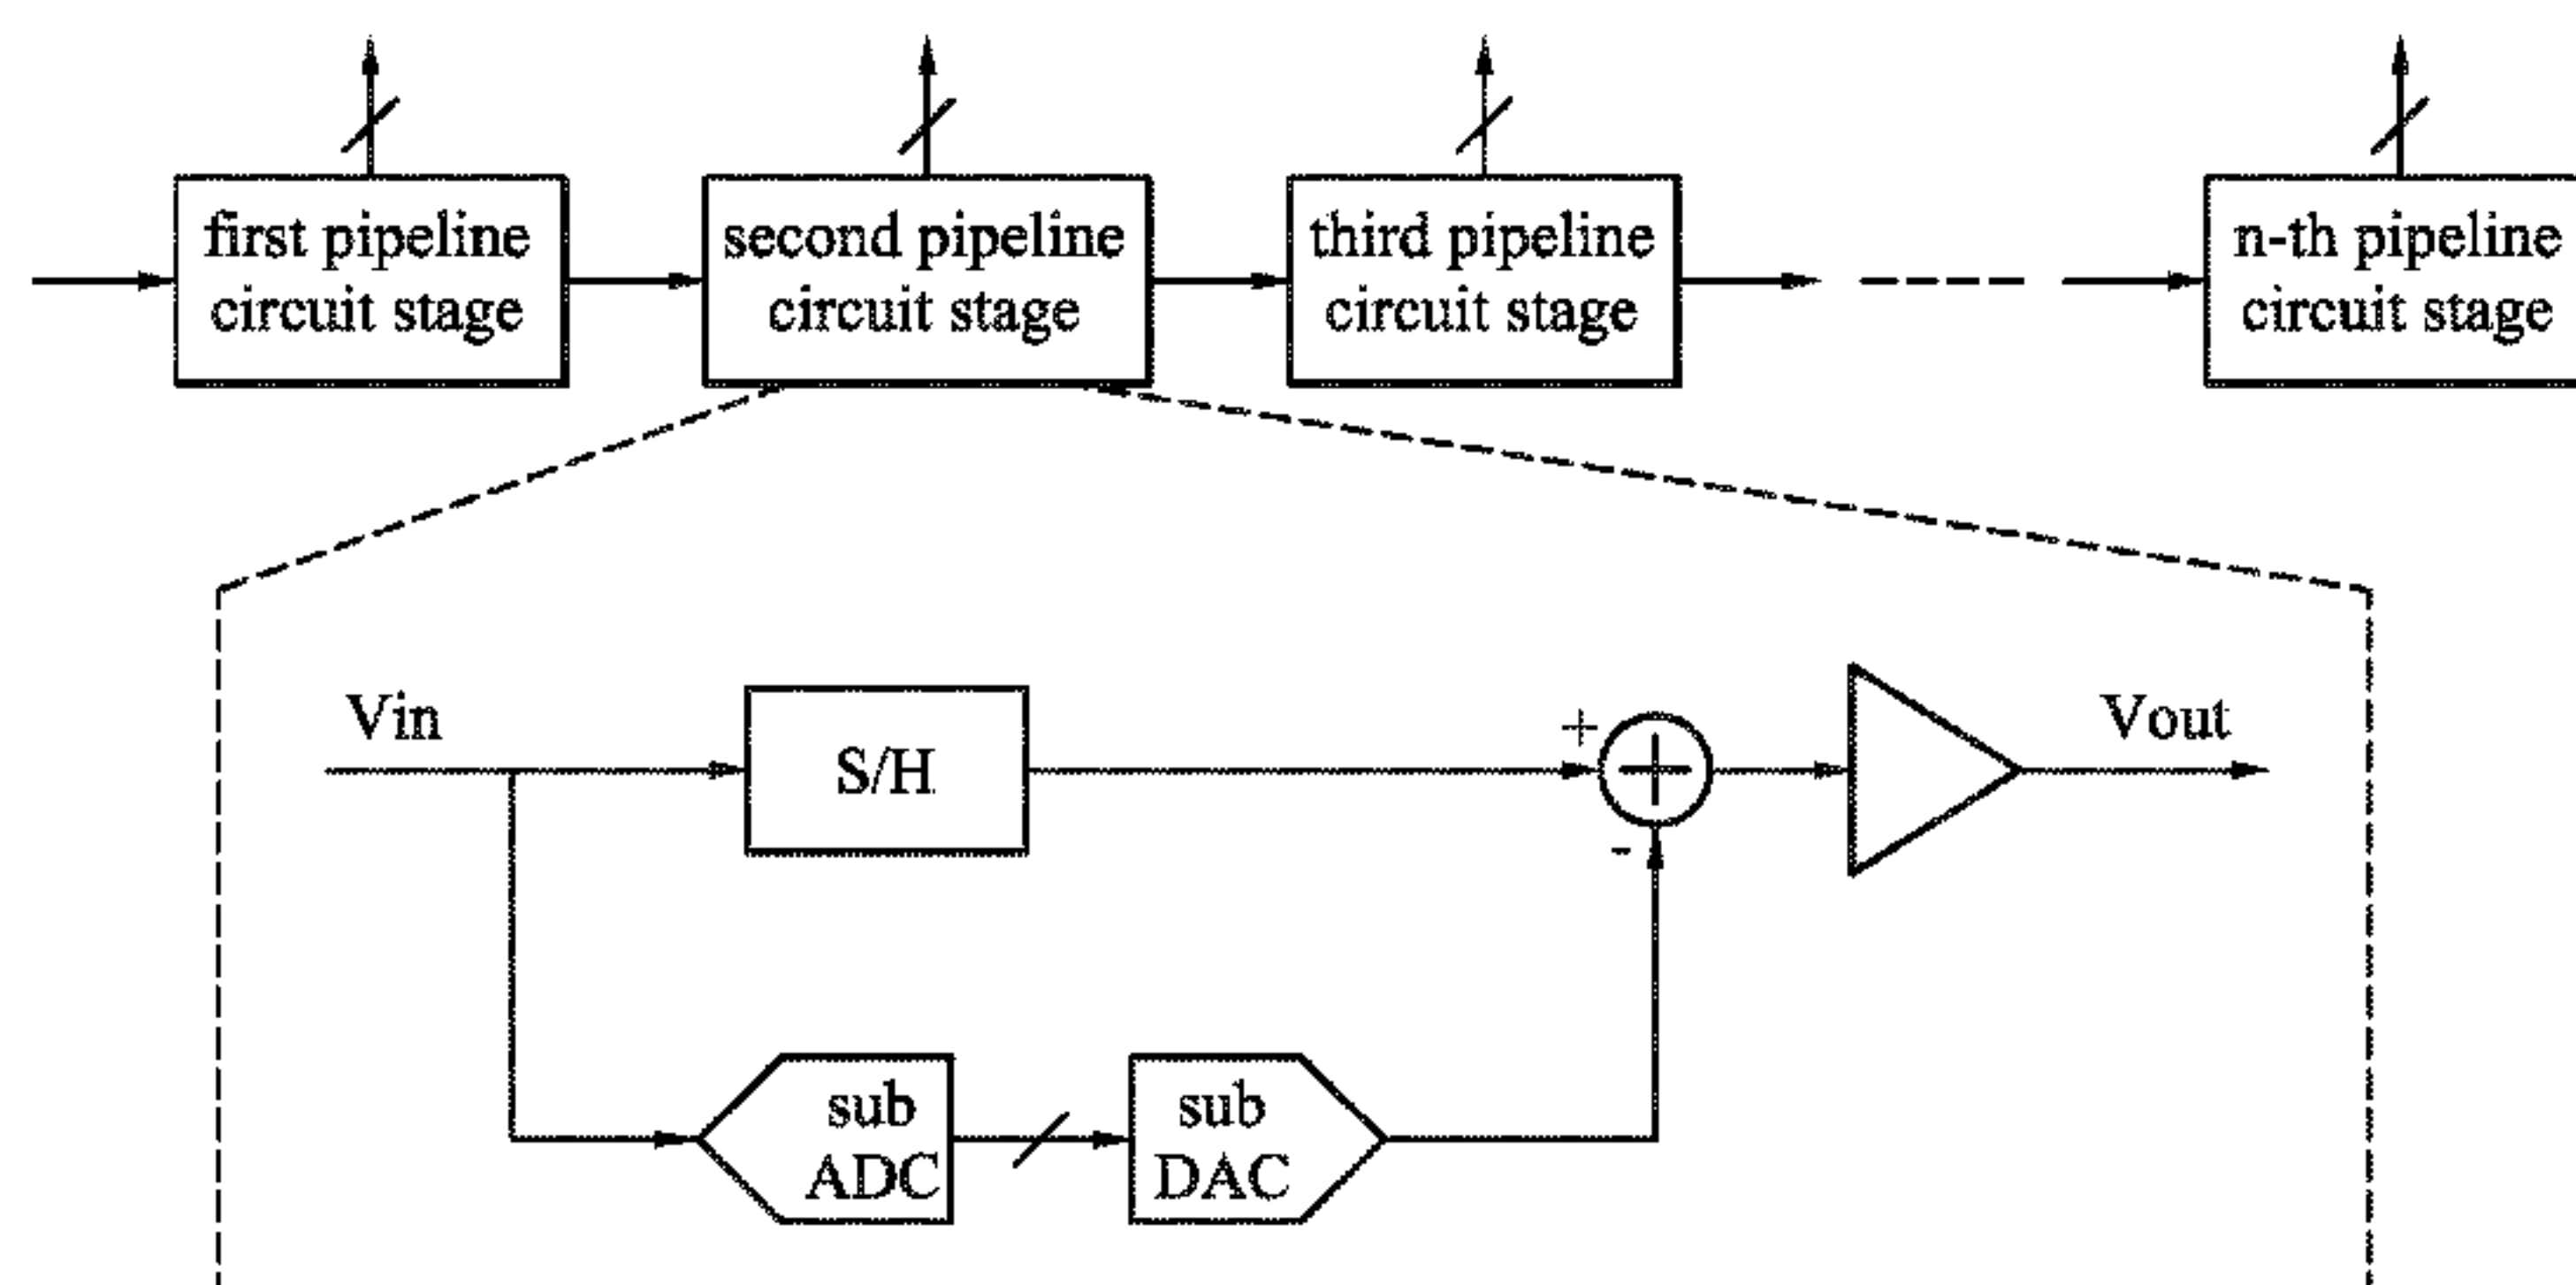 first pipeline
circuit stage
second pipeline
circuit stage
third pipeline
circuit stage
n-th pipeline
circuit stage
Vin
S/H
+
-
Vout
sub
ADC
sub
DAC